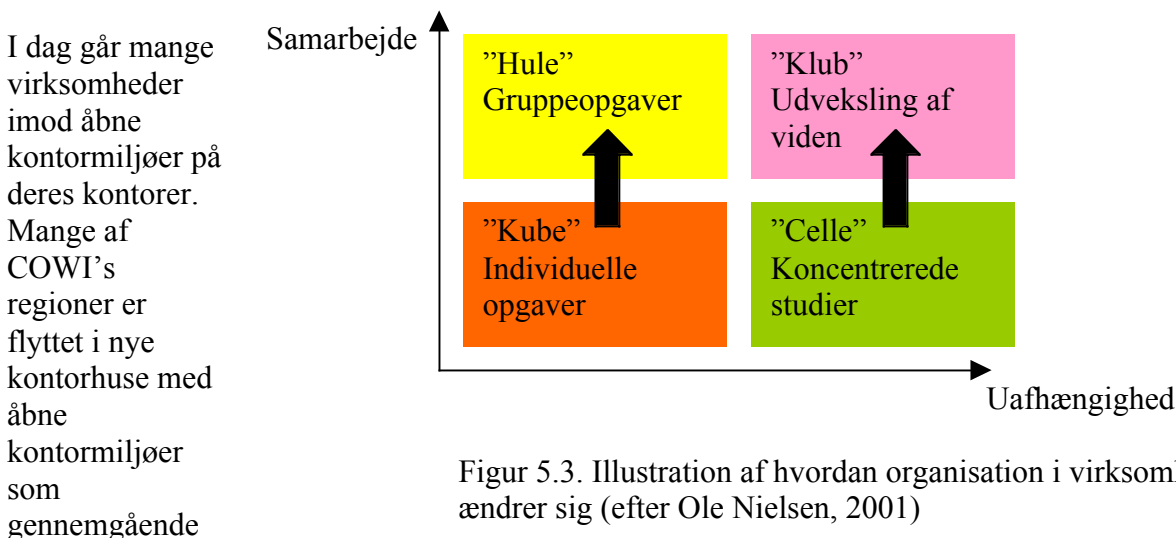 I dag går mange
virksomheder
imod åbne
kontormiljøer på
deres kontorer.
Mange af
COWI's
regioner er
flyttet i nye
kontorhuse med
åbne
kontormiljøer
som
gennemgående
Samarbejde
”Hule”
Gruppeopgaver
”Klub”
Udveksling af
viden
”Kube”
Individuelle
opgaver
”Celle”
Koncentrerede
studier
Uafhængighed
Figur 5.3. Illustration af hvordan organisation i
ændrer sig (efter Ole Nielsen, 2001)